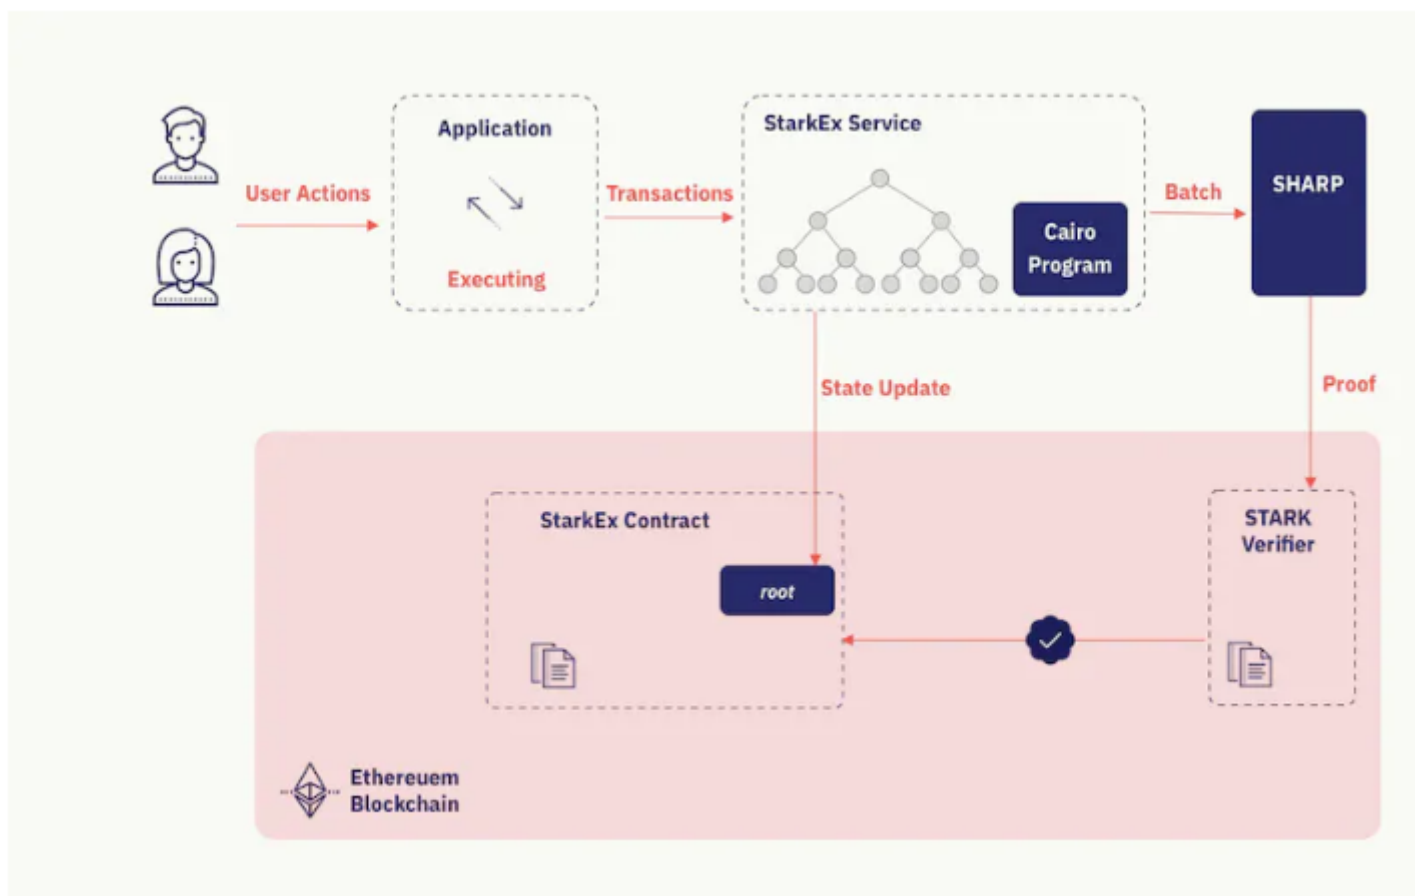 Application
StarkEx Service
User Actions
Transactions
Batch
SHARP
Cairo
Program
Executing
State Update
Proof
StarkEx Contract
STARK
Verifier
root
Ethereuem
Blockchain